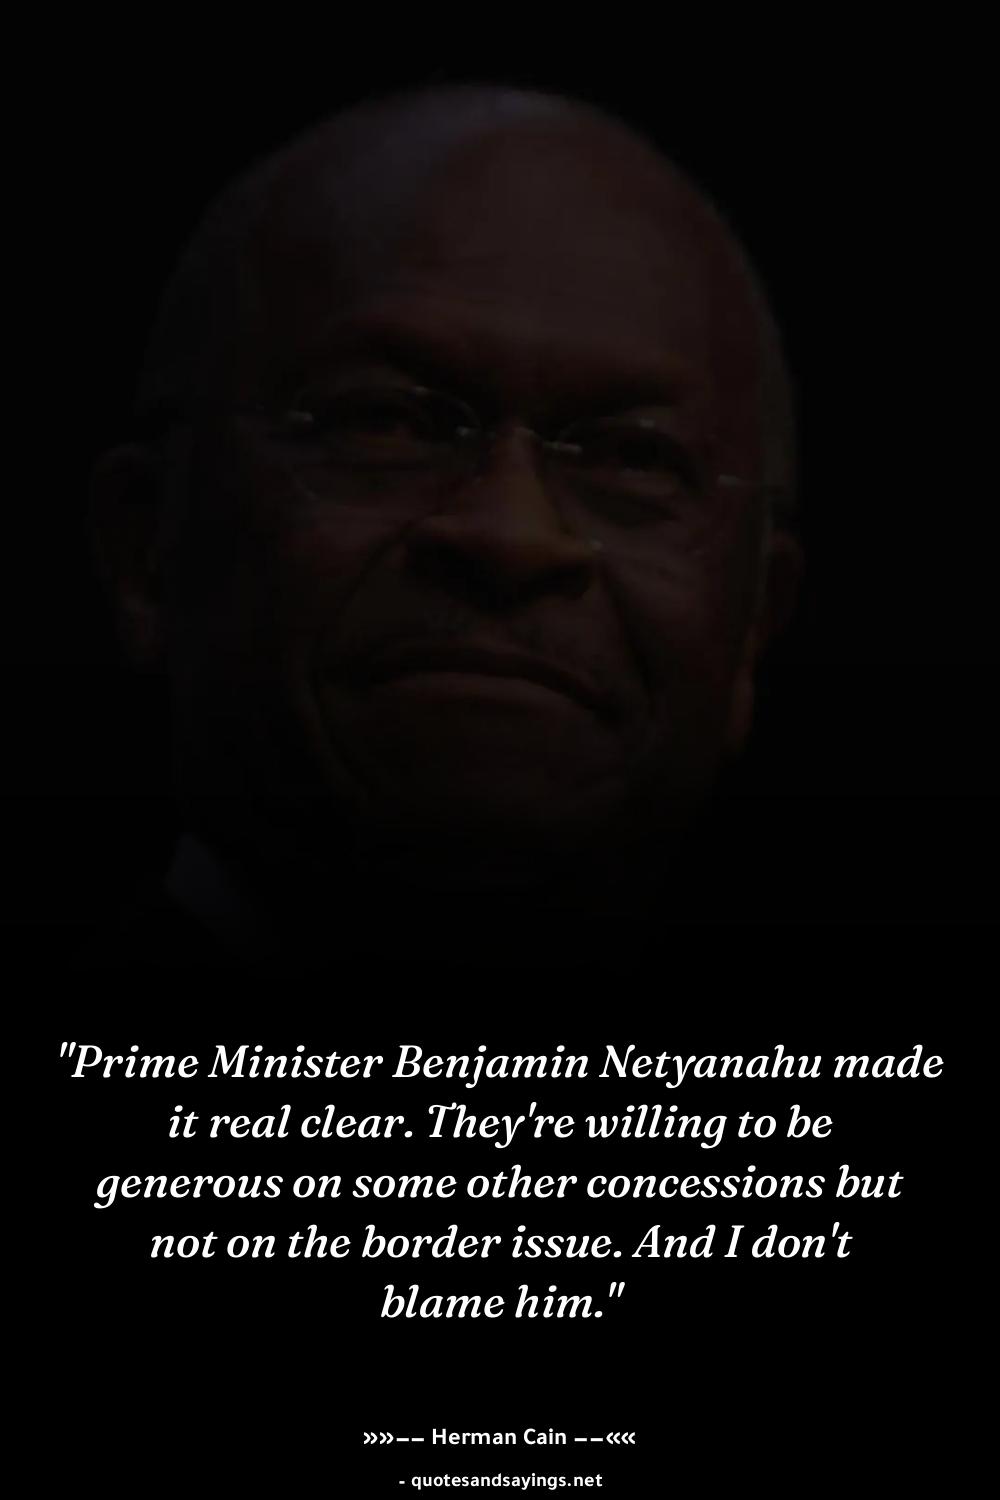 "Prime Minister Benjamin Netyanahu made
it real clear. They're willing to be
generous on some other concessions but
not on the border issue. And I don't
blame him."
»»−− Herman Cain −−««
- quotesandsayings.net